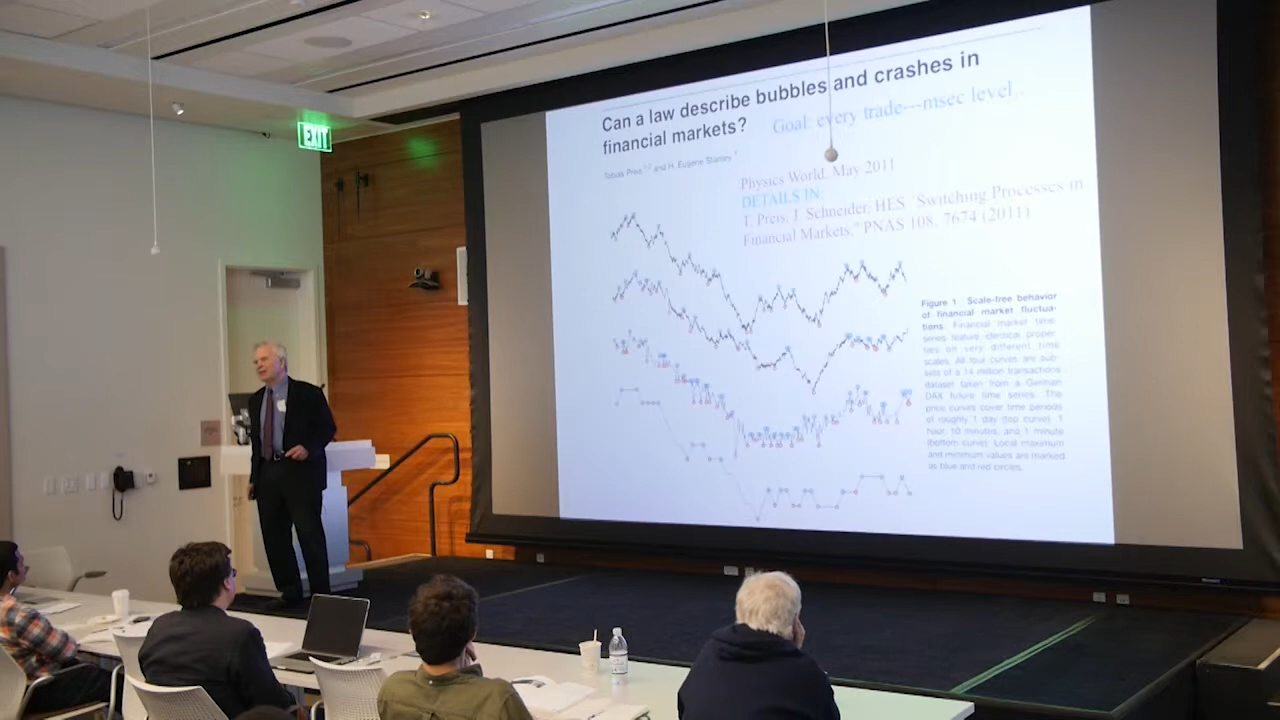 EXIT
Can a law describe bubbles and crashes in
financial markets?
Goal: every trade---msec level..
Tobias Preis 1,2 and H. Eugene Stanley 1
Physics World, May 2011
DETAILS IN:
T. Preis, J. Schneider, HES "Switching Processes in
Financial Markets," PNAS 108, 7674 (2011)
Figure 1 Scale-free behavior
of financial market fluctua-
tions. Financial market time
series feature identical proper
ties on very different time
scales. All four curves are sub-
sets of a 14 million transactions
dataset taken from a German
DAX future time series. The
price curves cover time periods
of roughly 1 day (top curve), 1
hour, 10 minutes, and 1 minute
(bottom curve). Local maximum
and minimum values are marked
as blue and red circles.